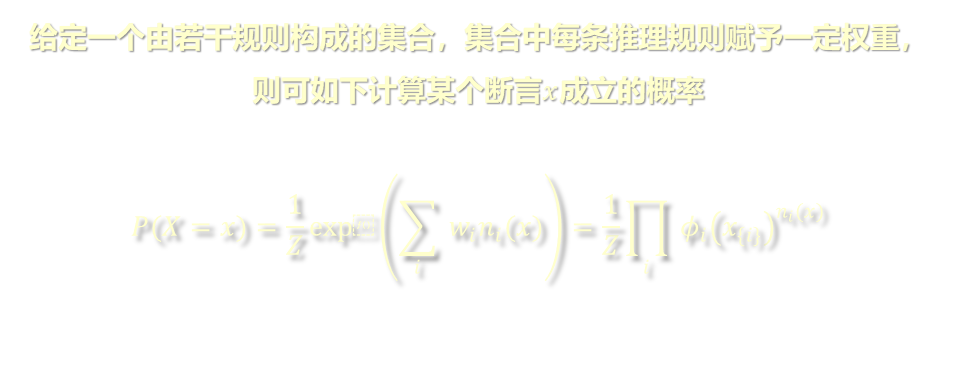 给定一个由若干规则构成的集合，集合中每条推理规则赋予一定权重，
则可如下计算某个断言x成立的概率
P(X = x) = 1/Z exp(∑_i w_i n_i(x)) = 1/Z ∏_i ϕ_i(x_{(i)})^{n_i(x)}